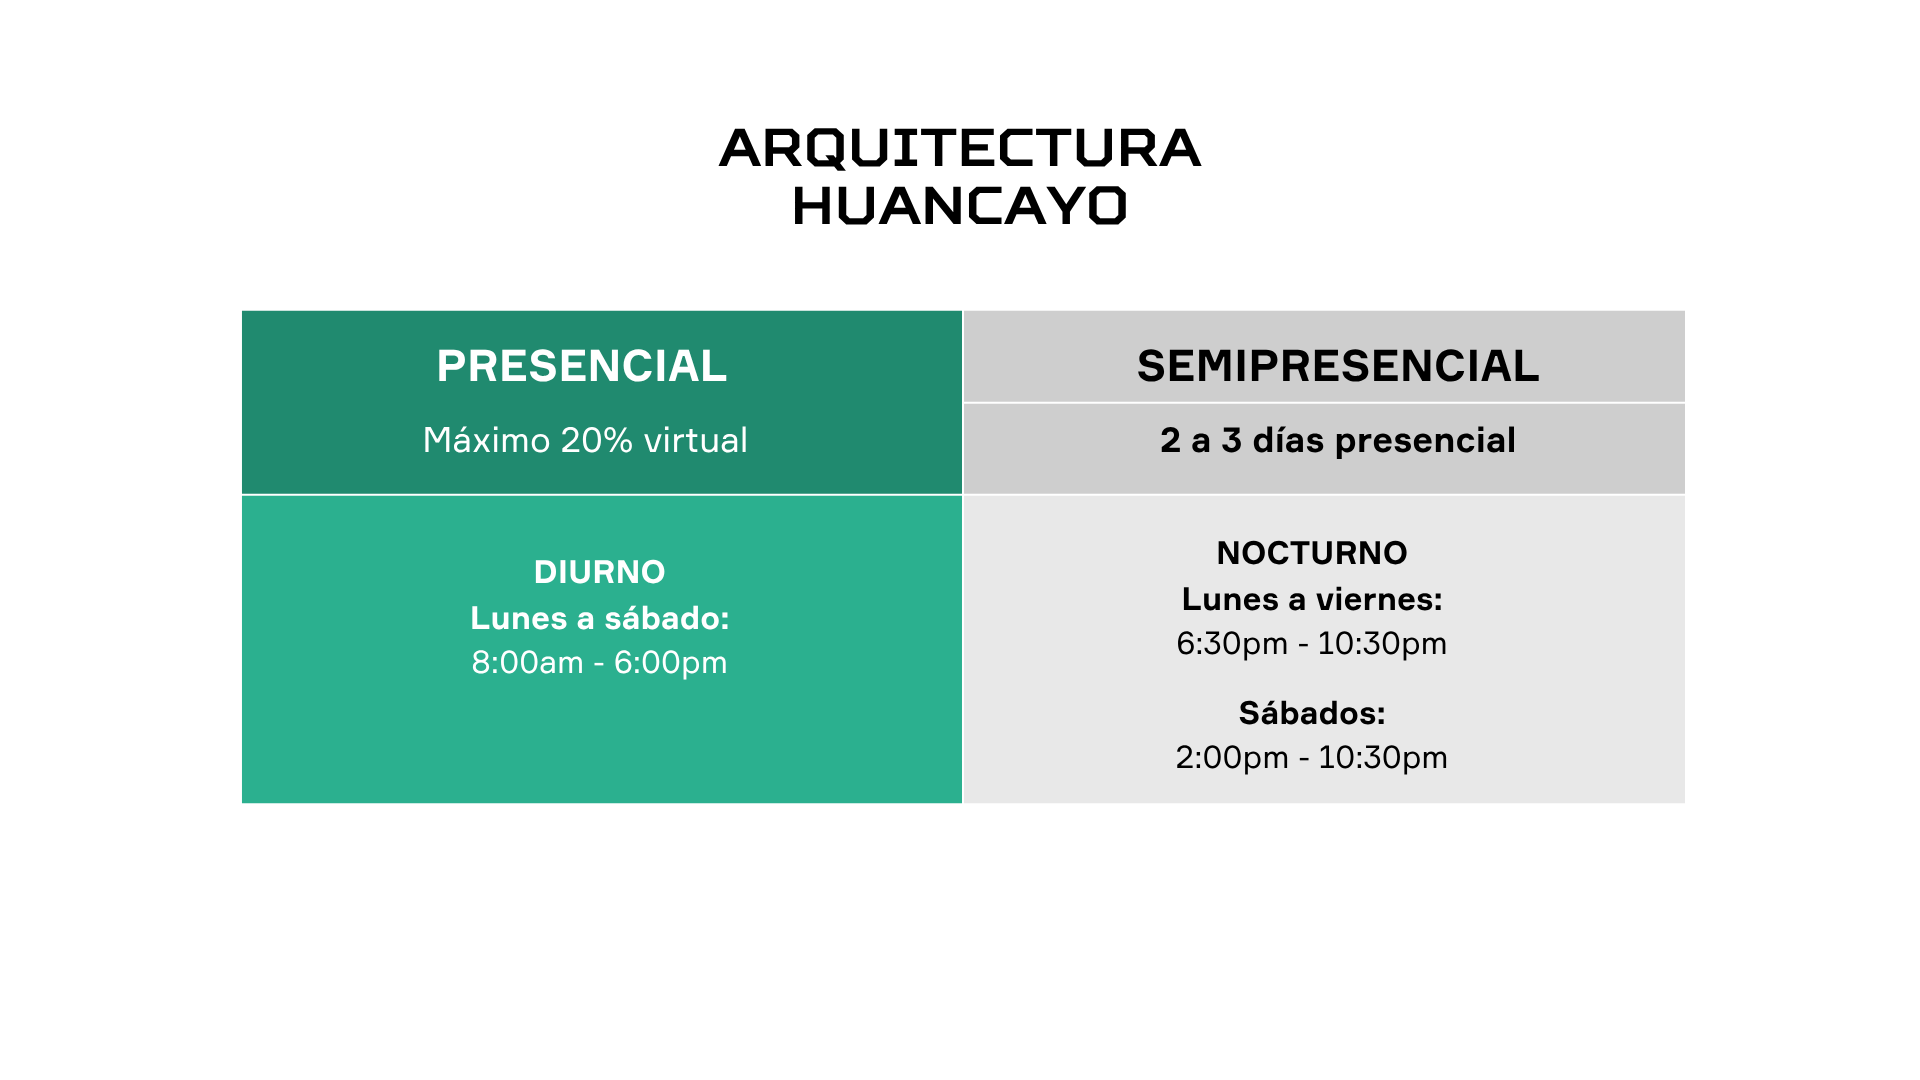 ARQUITECTURA
HUANCAYO
PRESENCIAL
Máximo 20% virtual
SEMIPRESENCIAL
2 a 3 días presencial
DIURNO
Lunes a sábado:
8:00am - 6:00pm
NOCTURNO
Lunes a viernes:
6:30pm - 10:30pm
Sábados:
2:00pm - 10:30pm